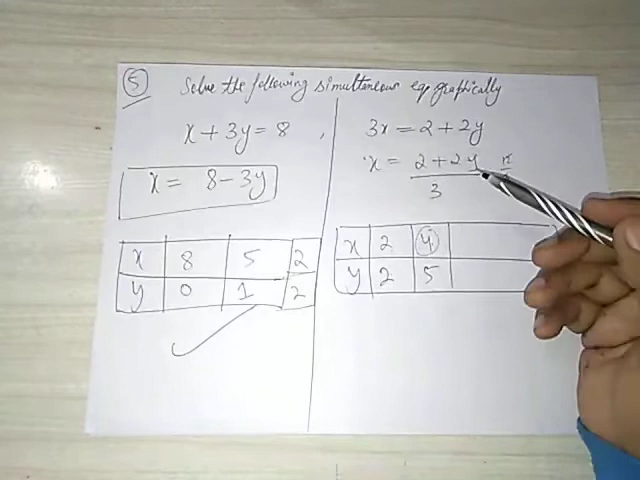 5 Solve the following simultaneous eqⁿ graphically
x + 3y = 8 ,
x = 8 - 3y
x 8 5 2
y 0 1 2
3x = 2 + 2y
x = 2 + 2y
3
x 2 4
y 2 5